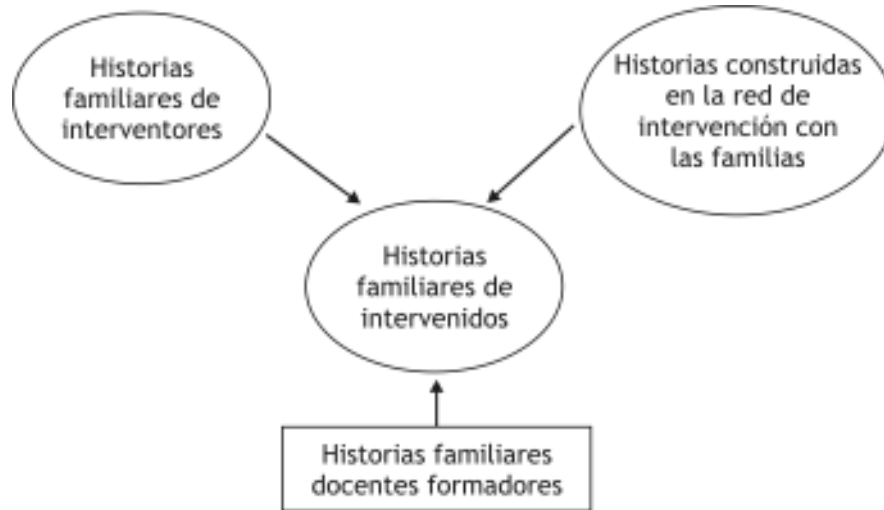 Historias
familiares de
interventores
Historias construidas
en la red de
intervención con
las familias
Historias
familiares de
intervenidos
Historias familiares
docentes formadores